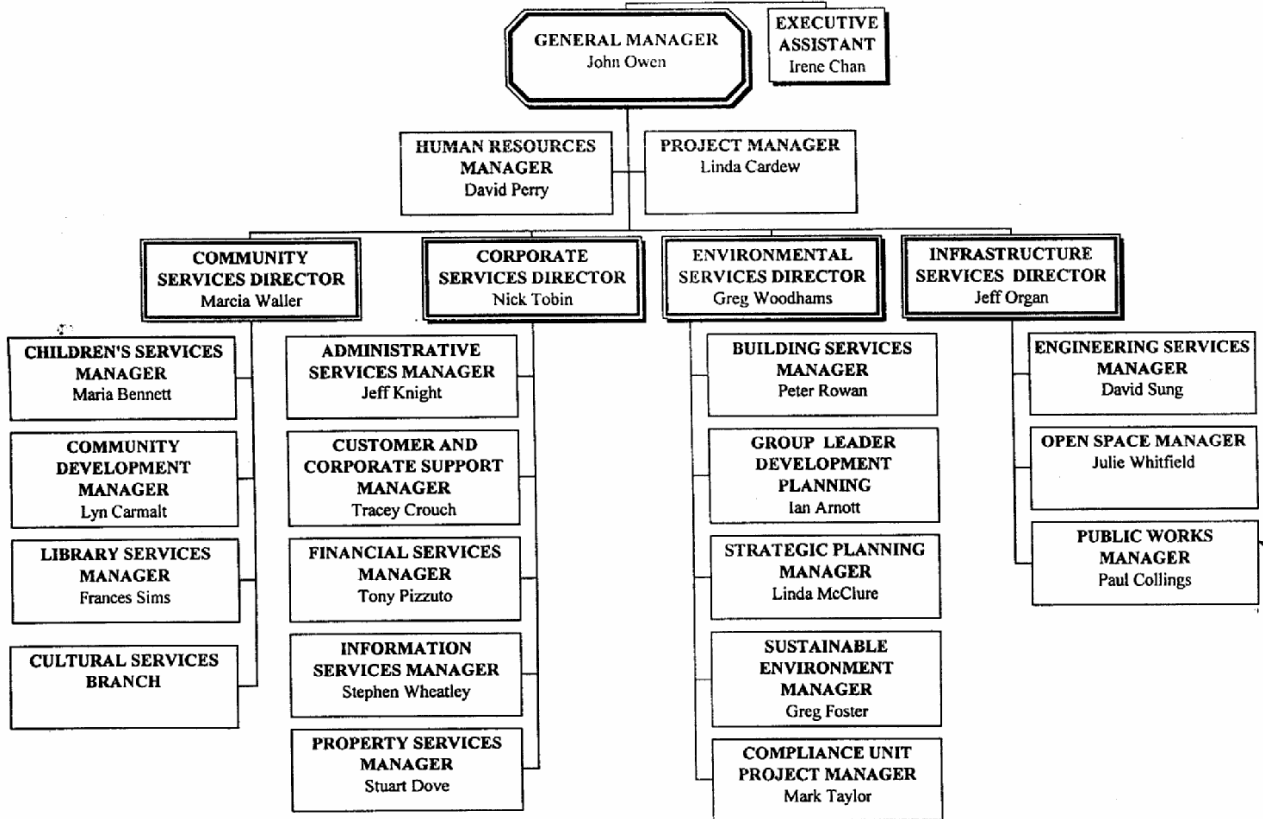 GENERAL MANAGER
John Owen
EXECUTIVE
ASSISTANT
Irene Chan
HUMAN RESOURCES
MANAGER
David Perry
PROJECT MANAGER
Linda Cardew
COMMUNITY
SERVICES DIRECTOR
Marcia Waller
CORPORATE
SERVICES DIRECTOR
Nick Tobin
ENVIRONMENTAL
SERVICES DIRECTOR
Greg Woodhams
INFRASTRUCTURE
SERVICES DIRECTOR
Jeff Organ
CHILDREN'S SERVICES
MANAGER
Maria Bennett
COMMUNITY
DEVELOPMENT
MANAGER
Lyn Carmalt
LIBRARY SERVICES
MANAGER
Frances Sims
CULTURAL SERVICES
BRANCH
ADMINISTRATIVE
SERVICES MANAGER
Jeff Knight
CUSTOMER AND
CORPORATE SUPPORT
MANAGER
Tracey Crouch
FINANCIAL SERVICES
MANAGER
Tony Pizzuto
INFORMATION
SERVICES MANAGER
Stephen Wheatley
PROPERTY SERVICES
MANAGER
Stuart Dove
BUILDING SERVICES
MANAGER
Peter Rowan
GROUP LEADER
DEVELOPMENT
PLANNING
Ian Arnott
STRATEGIC PLANNING
MANAGER
Linda McClure
SUSTAINABLE
ENVIRONMENT
MANAGER
Greg Foster
COMPLIANCE UNIT
PROJECT MANAGER
Mark Taylor
ENGINEERING SERVICES
MANAGER
David Sung
OPEN SPACE MANAGER
Julie Whitfield
PUBLIC WORKS
MANAGER
Paul Collings